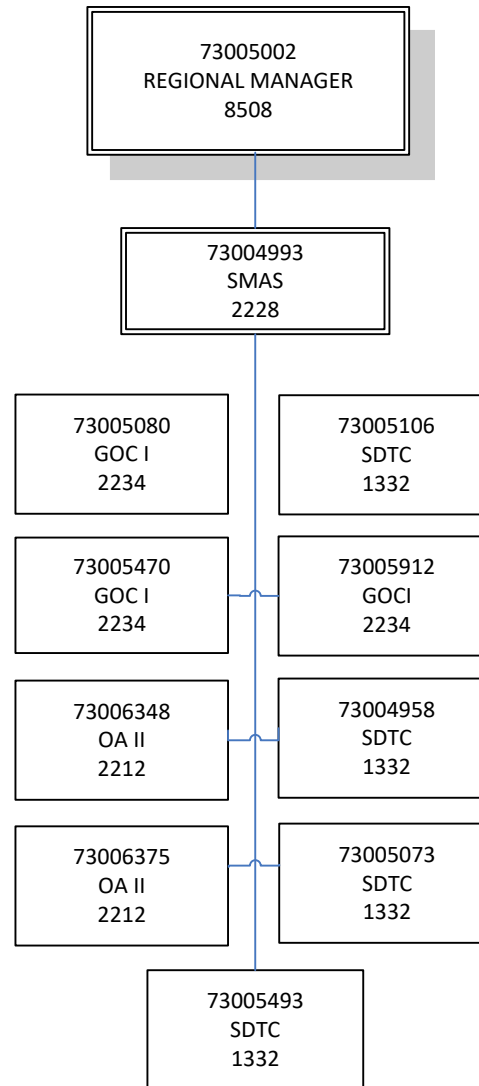 73005002
REGIONAL MANAGER
8508
73004993
SMAS
2228
73005080
GOC I
2234
73005106
SDTC
1332
73005470
GOC I
2234
73005912
GOCI
2234
73006348
OA II
2212
73004958
SDTC
1332
73006375
OA II
2212
73005073
SDTC
1332
73005493
SDTC
1332